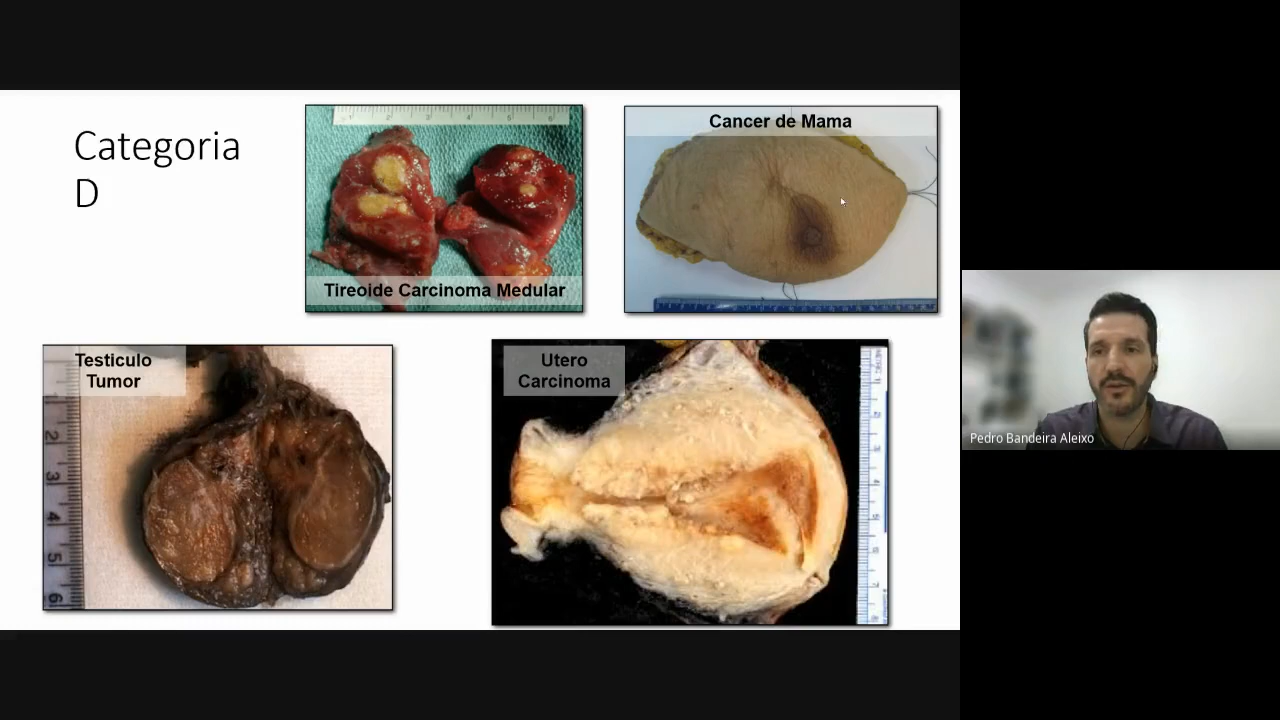 Categoria
D
Tireoide Carcinoma Medular
Cancer de Mama
Testiculo
Tumor
Utero
Carcinoma
Pedro Bandeira Aleixo